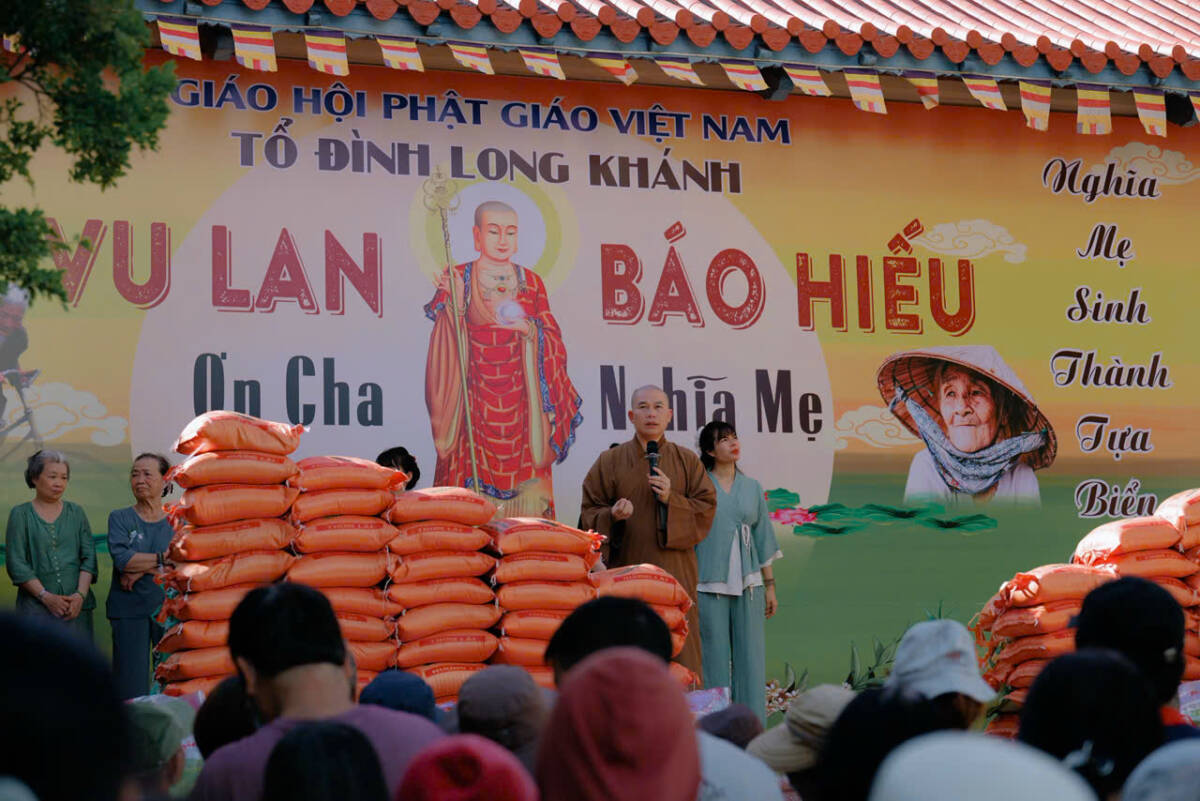 GIÁO HỘI PHẬT GIÁO VIỆT NAM
TỔ ĐÌNH LONG KHÁNH
VU LAN BÁO HIẾU
Ơn Cha Nghĩa Mẹ
Nghĩa
Mẹ
Sinh
Thành
Tựa
Biển